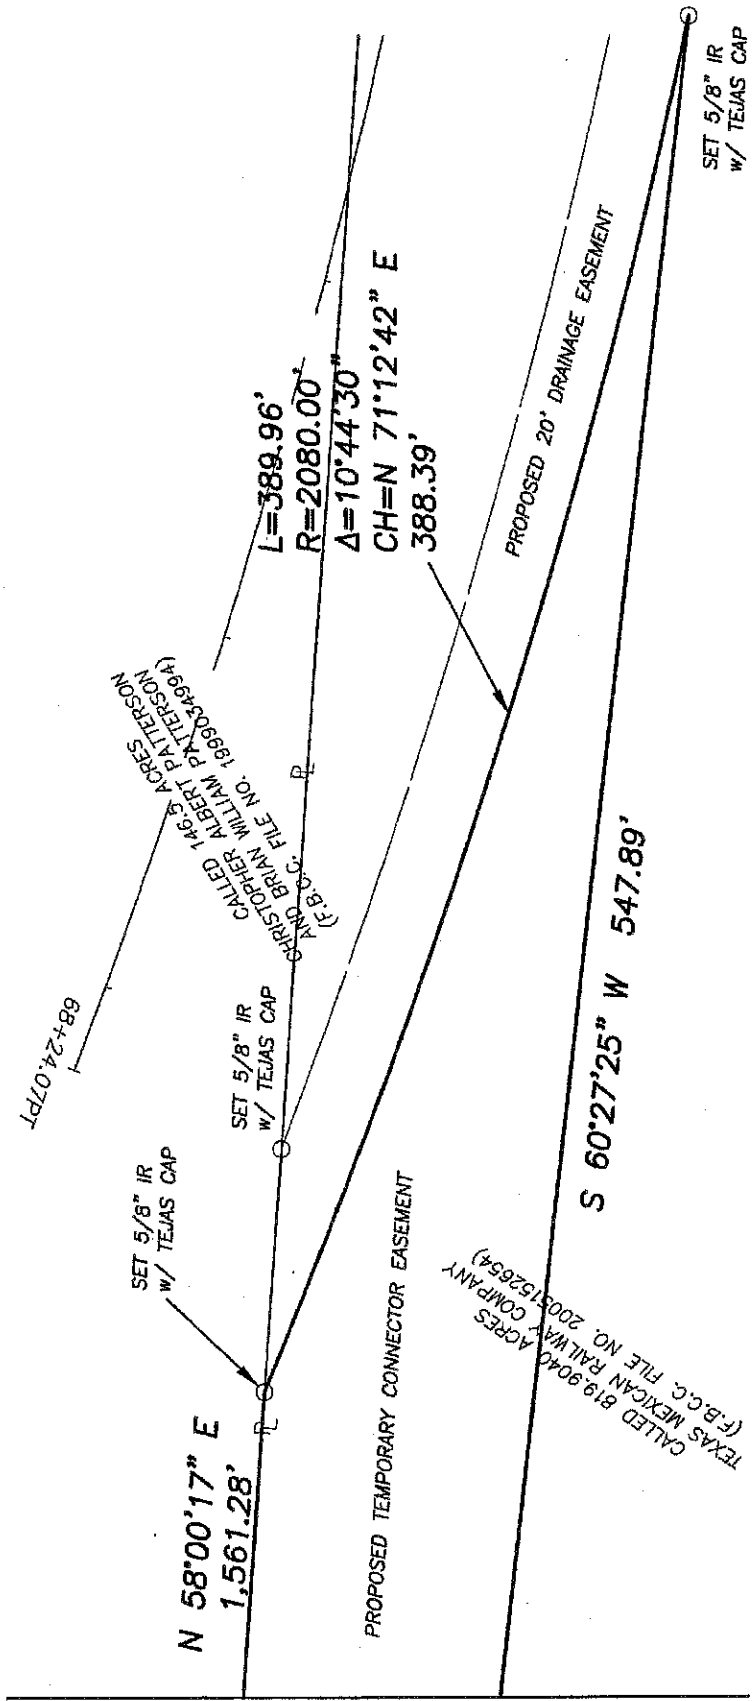 68+24.07PT
SET 5/8" IR
w/ TEJAS CAP
N 58°00'17" E
1,561.28'
PL
SET 5/8" IR
w/ TEJAS CAP
CALLED 146.5 ACRES
CHRISTOPHER ALBERT PATTERSON
AND BRIAN WILLIAM PATTERSON
(F.B.C.C. FILE NO. 1999034994)
PL
L=389.96'
R=2080.00'
Δ=10°44'30"
CH=N 71°12'42" E
388.39'
PROPOSED 20' DRAINAGE EASEMENT
SET 5/8" IR
w/ TEJAS CAP
PROPOSED TEMPORARY CONNECTOR EASEMENT
S 60°27'25" W 547.89'
CALLED 819.9040 ACRES
TEXAS MEXICAN RAILWAY COMPANY
(F.B.C.C. FILE NO. 2005152654)